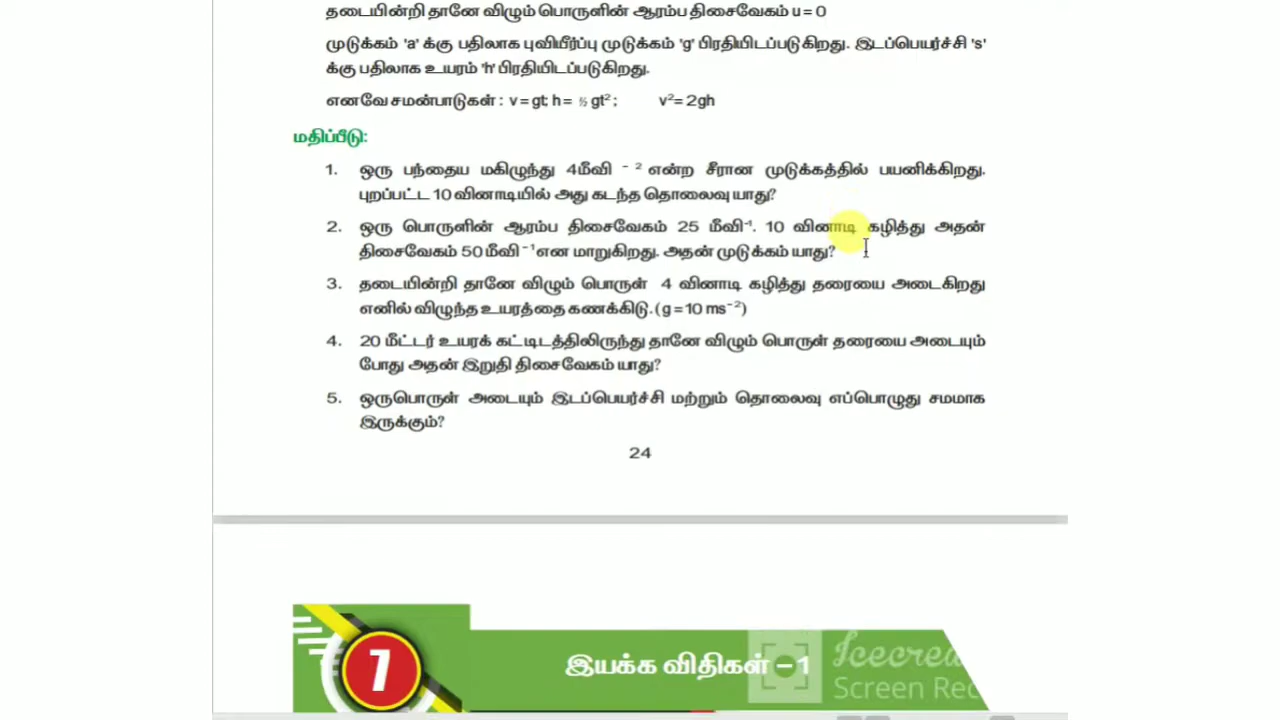 தடையின்றி தானே விழும் பொருளின் ஆரம்ப திசைவேகம் u = 0
முடுக்கம் 'a' க்கு பதிலாக புவியீர்ப்பு முடுக்கம் 'g' பிரதியிடப்படுகிறது. இடப்பெயர்ச்சி 's'
க்கு பதிலாக உயரம் 'h' பிரதியிடப்படுகிறது.
எனவே சமன்பாடுகள் : v = gt; h = ½ gt² ; v² = 2gh
மதிப்பீடு:
1. ஒரு பந்தைய மகிழுந்து 4மீவி ⁻² என்ற சீரான முடுக்கத்தில் பயணிக்கிறது.
புறப்பட்ட 10 வினாடியில் அது கடந்த தொலைவு யாது?
2. ஒரு பொருளின் ஆரம்ப திசைவேகம் 25 மீவி⁻¹. 10 வினாடி கழித்து அதன்
திசைவேகம் 50 மீவி ⁻¹ என மாறுகிறது. அதன் முடுக்கம் யாது?
3. தடையின்றி தானே விழும் பொருள் 4 வினாடி கழித்து தரையை அடைகிறது
எனில் விழுந்த உயரத்தை கணக்கிடு. (g = 10 ms⁻²)
4. 20 மீட்டர் உயரக் கட்டிடத்திலிருந்து தானே விழும் பொருள் தரையை அடையும்
போது அதன் இறுதி திசைவேகம் யாது?
5. ஒருபொருள் அடையும் இடப்பெயர்ச்சி மற்றும் தொலைவு எப்பொழுது சமமாக
இருக்கும்?
24
7 இயக்க விதிகள் – 1
Screen